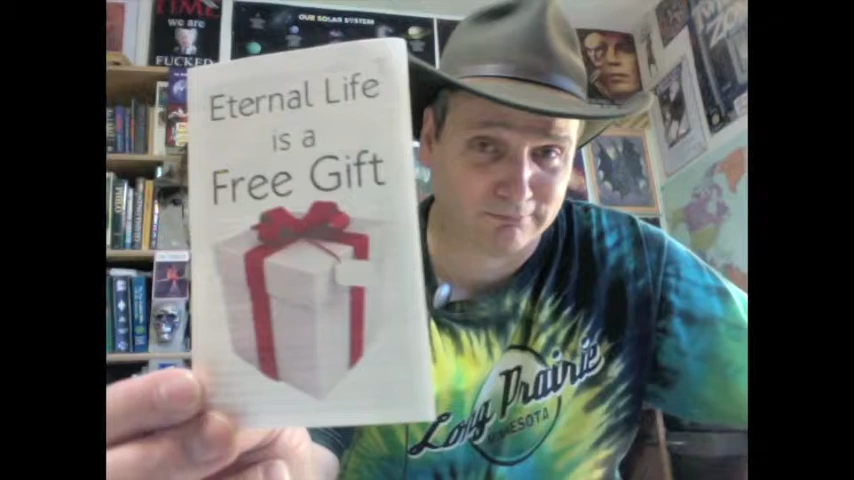 TIME
we are
FUCKED
OUR SOLAR SYSTEM
Eternal Life
is a
Free Gift
Long Prairie
MINNESOTA